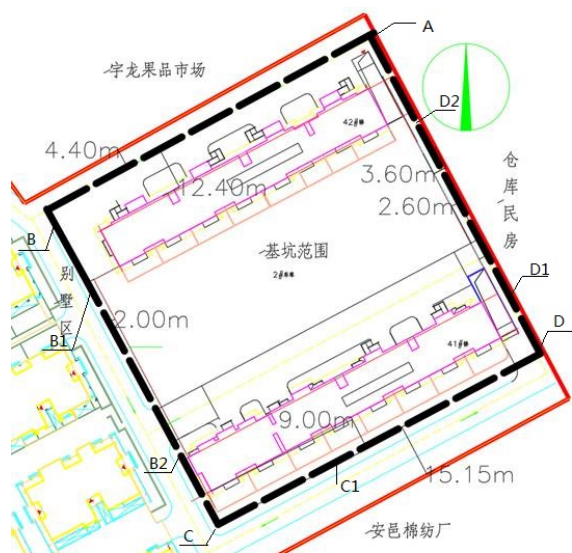 A
宇龙果品市场
D2
42#楼
4.40m
12.40m
3.60m
2.60m
仓库民房
B
基坑范围
别墅区
D1
B1
2.00m
41#楼
D
9.00m
B2
C1
15.15m
C
安邑棉纺厂